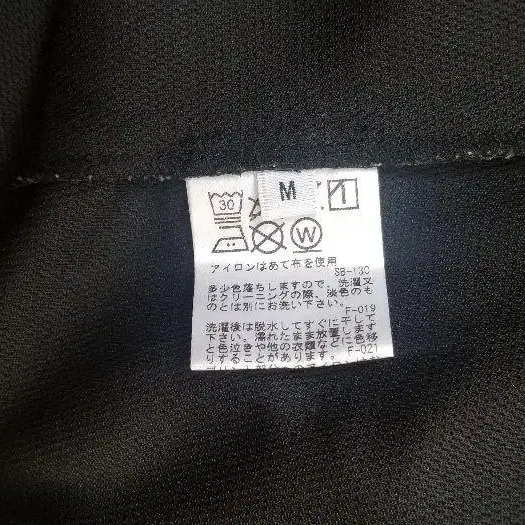 M
30
W
アイロンはあて布を使用
SB-130
多少色落ちしますので、洗濯又
はクリーニングの際、淡色のも
のとは別にお洗い下さい。
F-019
洗濯後は脱水してすぐに干して
下さい。濡れたまま放置します
と色泣きや他の衣類などに色移
りすることがあります。
F-021